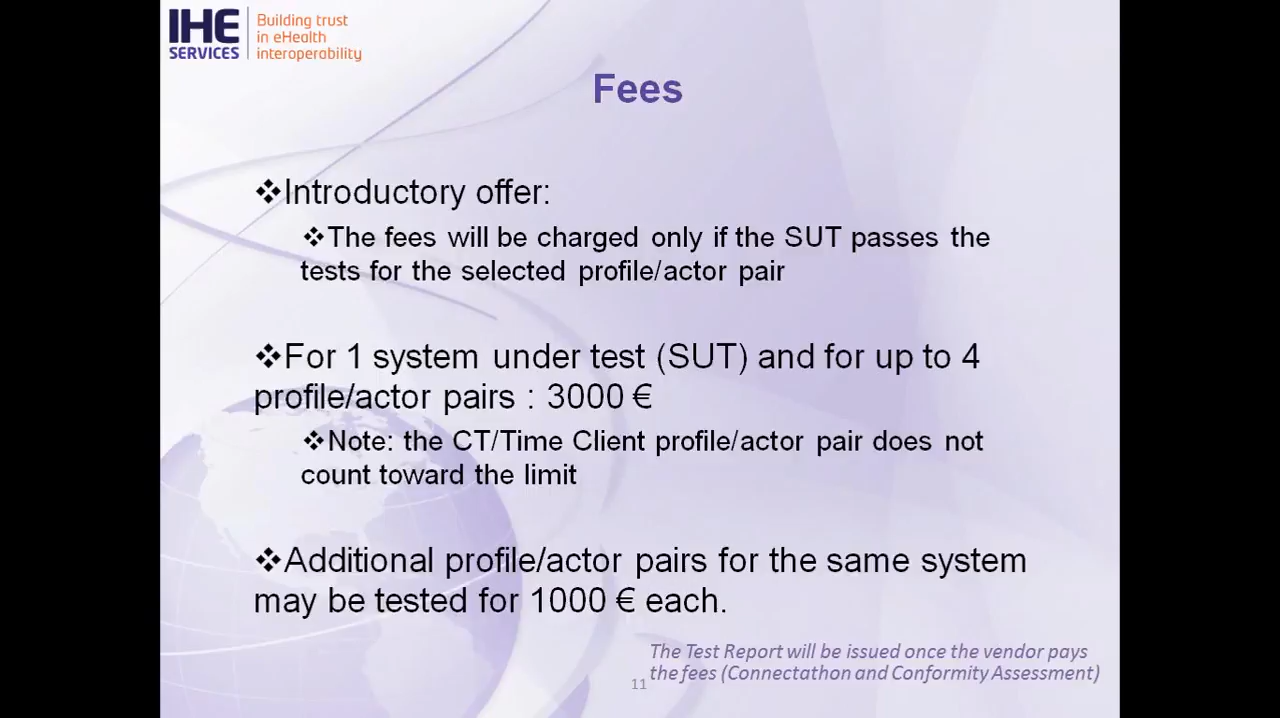 IHE
SERVICES
Building trust
in eHealth
interoperability
Fees
❖Introductory offer:
❖The fees will be charged only if the SUT passes the
tests for the selected profile/actor pair
❖For 1 system under test (SUT) and for up to 4
profile/actor pairs : 3000 €
❖Note: the CT/Time Client profile/actor pair does not
count toward the limit
❖Additional profile/actor pairs for the same system
may be tested for 1000 € each.
The Test Report will be issued once the vendor pays
the fees (Connectathon and Conformity Assessment)
11